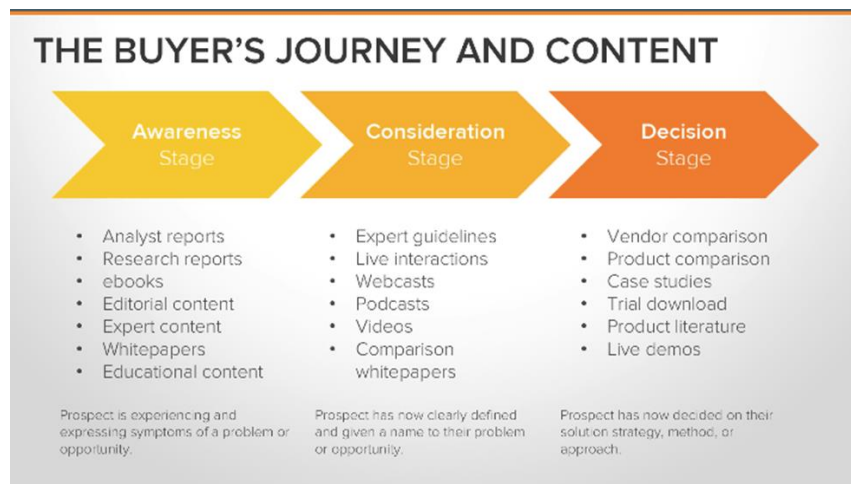 THE BUYER'S JOURNEY AND CONTENT
Awareness
Stage
• Analyst reports
• Research reports
• ebooks
• Editorial content
• Expert content
• Whitepapers
• Educational content
Prospect is experiencing and
expressing symptoms of a problem or
opportunity.
Consideration
Stage
• Expert guidelines
• Live interactions
• Webcasts
• Podcasts
• Videos
• Comparison
whitepapers
Prospect has now clearly defined
and given a name to their problem
or opportunity.
Decision
Stage
• Vendor comparison
• Product comparison
• Case studies
• Trial download
• Product literature
• Live demos
Prospect has now decided on their
solution strategy, method, or
approach.